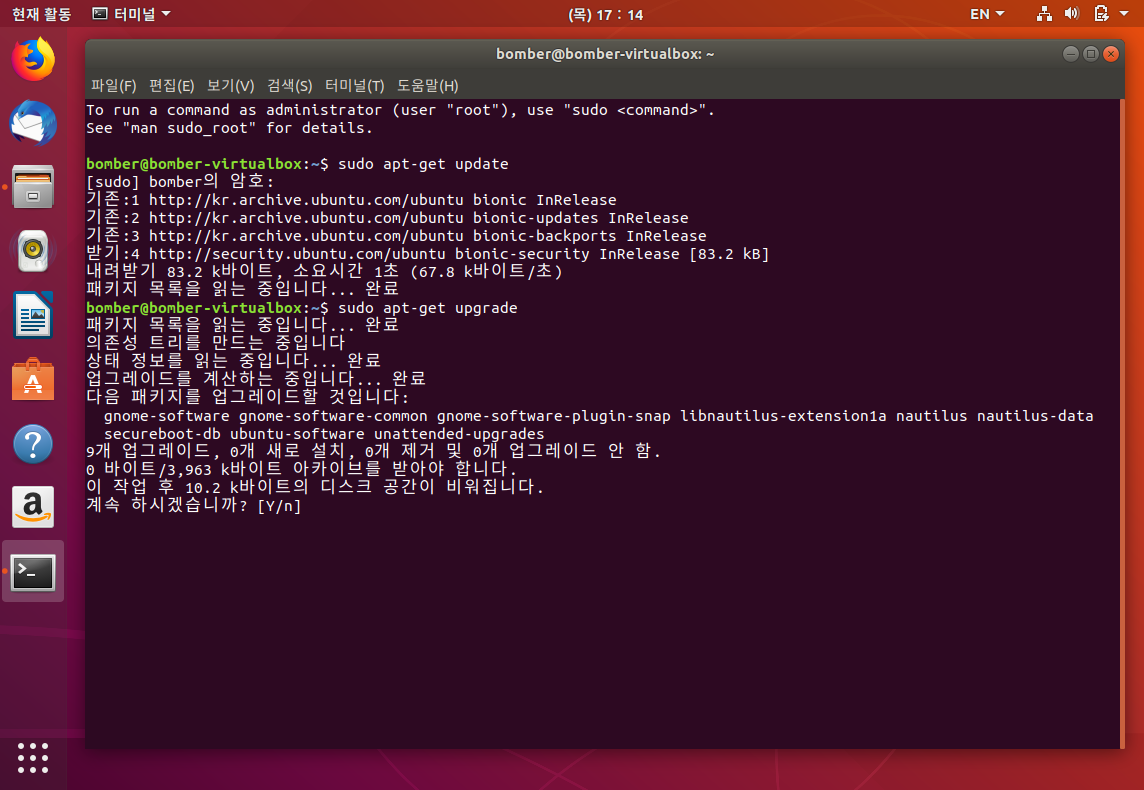 현재 활동 터미널 (목) 17 : 14 EN
bomber@bomber-virtualbox: ~
파일(F) 편집(E) 보기(V) 검색(S) 터미널(T) 도움말(H)
To run a command as administrator (user "root"), use "sudo <command>".
See "man sudo_root" for details.
bomber@bomber-virtualbox:~$ sudo apt-get update
[sudo] bomber의 암호:
기존:1 http://kr.archive.ubuntu.com/ubuntu bionic InRelease
기존:2 http://kr.archive.ubuntu.com/ubuntu bionic-updates InRelease
기존:3 http://kr.archive.ubuntu.com/ubuntu bionic-backports InRelease
받기:4 http://security.ubuntu.com/ubuntu bionic-security InRelease [83.2 kB]
내려받기 83.2 k바이트, 소요시간 1초 (67.8 k바이트/초)
패키지 목록을 읽는 중입니다... 완료
bomber@bomber-virtualbox:~$ sudo apt-get upgrade
패키지 목록을 읽는 중입니다... 완료
의존성 트리를 만드는 중입니다
상태 정보를 읽는 중입니다... 완료
업그레이드를 계산하는 중입니다... 완료
다음 패키지를 업그레이드할 것입니다:
gnome-software gnome-software-common gnome-software-plugin-snap libnautilus-extension1a nautilus nautilus-data
secureboot-db ubuntu-software unattended-upgrades
9개 업그레이드, 0개 새로 설치, 0개 제거 및 0개 업그레이드 안 함.
0 바이트/3,963 k바이트 아카이브를 받아야 합니다.
이 작업 후 10.2 k바이트의 디스크 공간이 비워집니다.
계속 하시겠습니까? [Y/n]